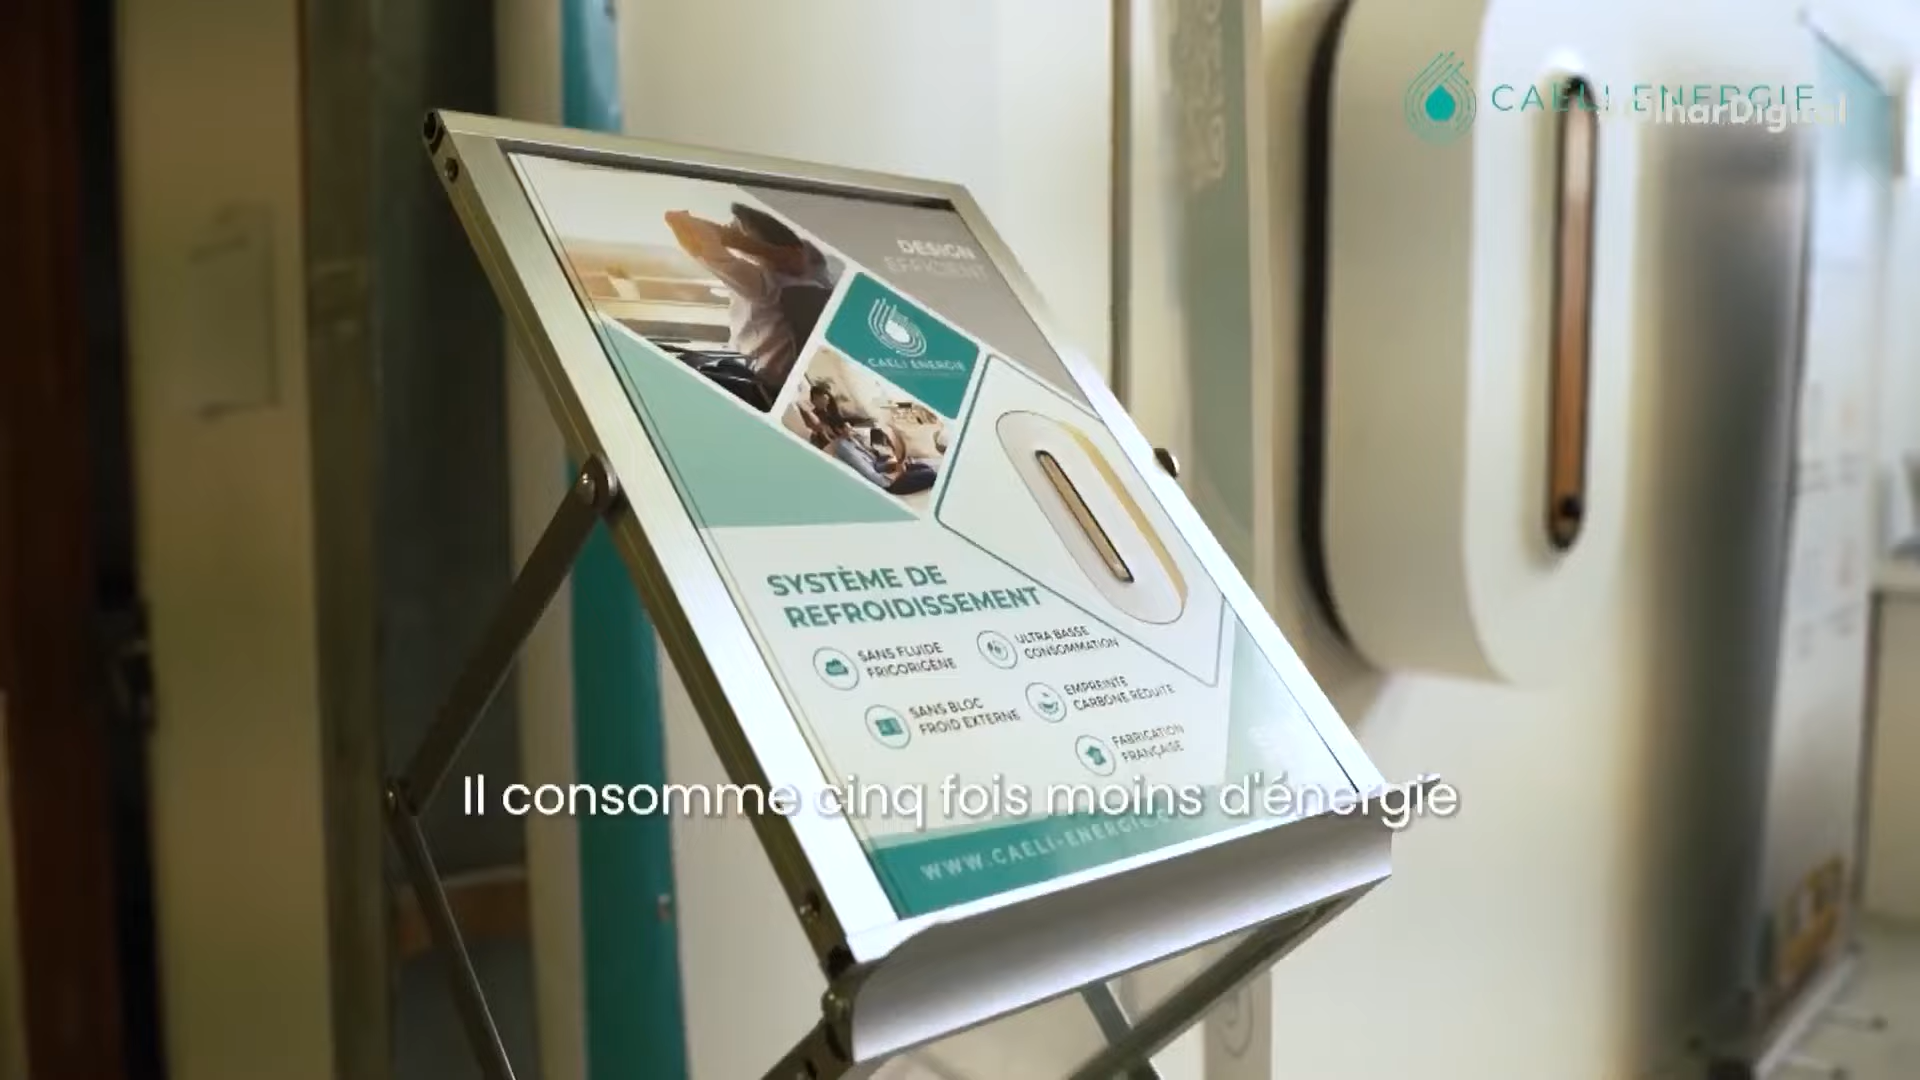 CAELI ENERGIE
DESIGN
EFFICIENT
CAELI ENERGIE
SYSTÈME DE
REFROIDISSEMENT
SANS FLUIDE
FRIGORIGÈNE
ULTRA BASSE
CONSOMMATION
SANS BLOC
FROID EXTERNE
EMPREINTE
CARBONE RÉDUITE
FABRICATION
FRANÇAISE
Il consomme cinq fois moins d'énergie
WWW.CAELI-ENERGIE